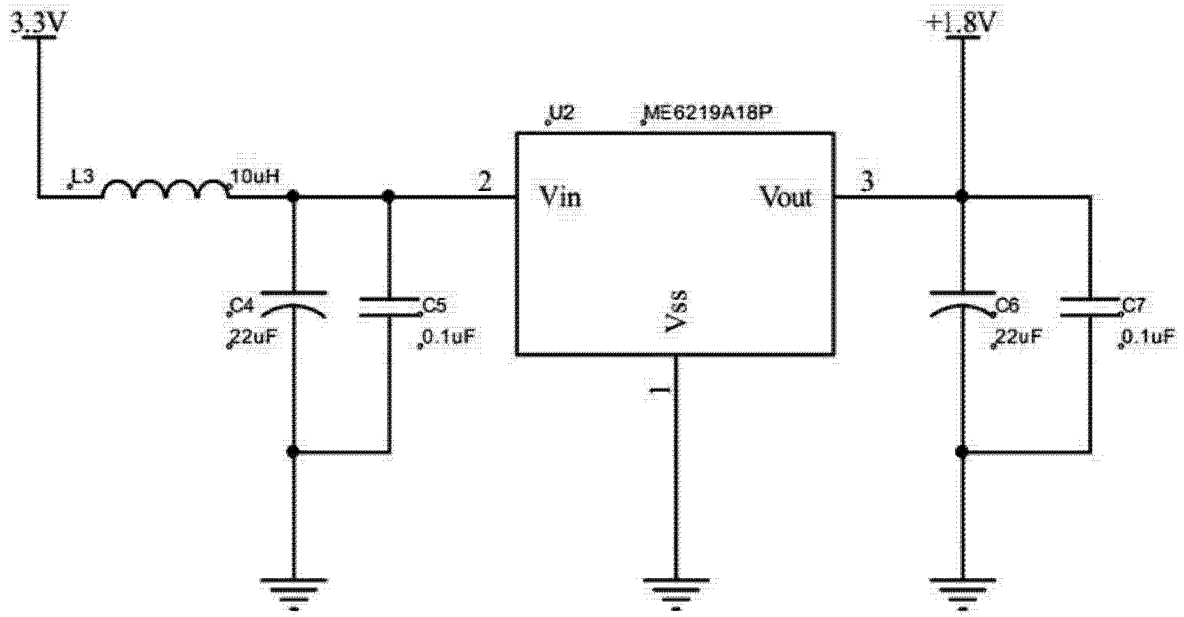 3.3V
+1.8V
U2
ME6219A18P
L3
10uH
2
Vin
Vout
3
C4
22uF
C5
0.1uF
Vss
1
C6
22uF
C7
0.1uF